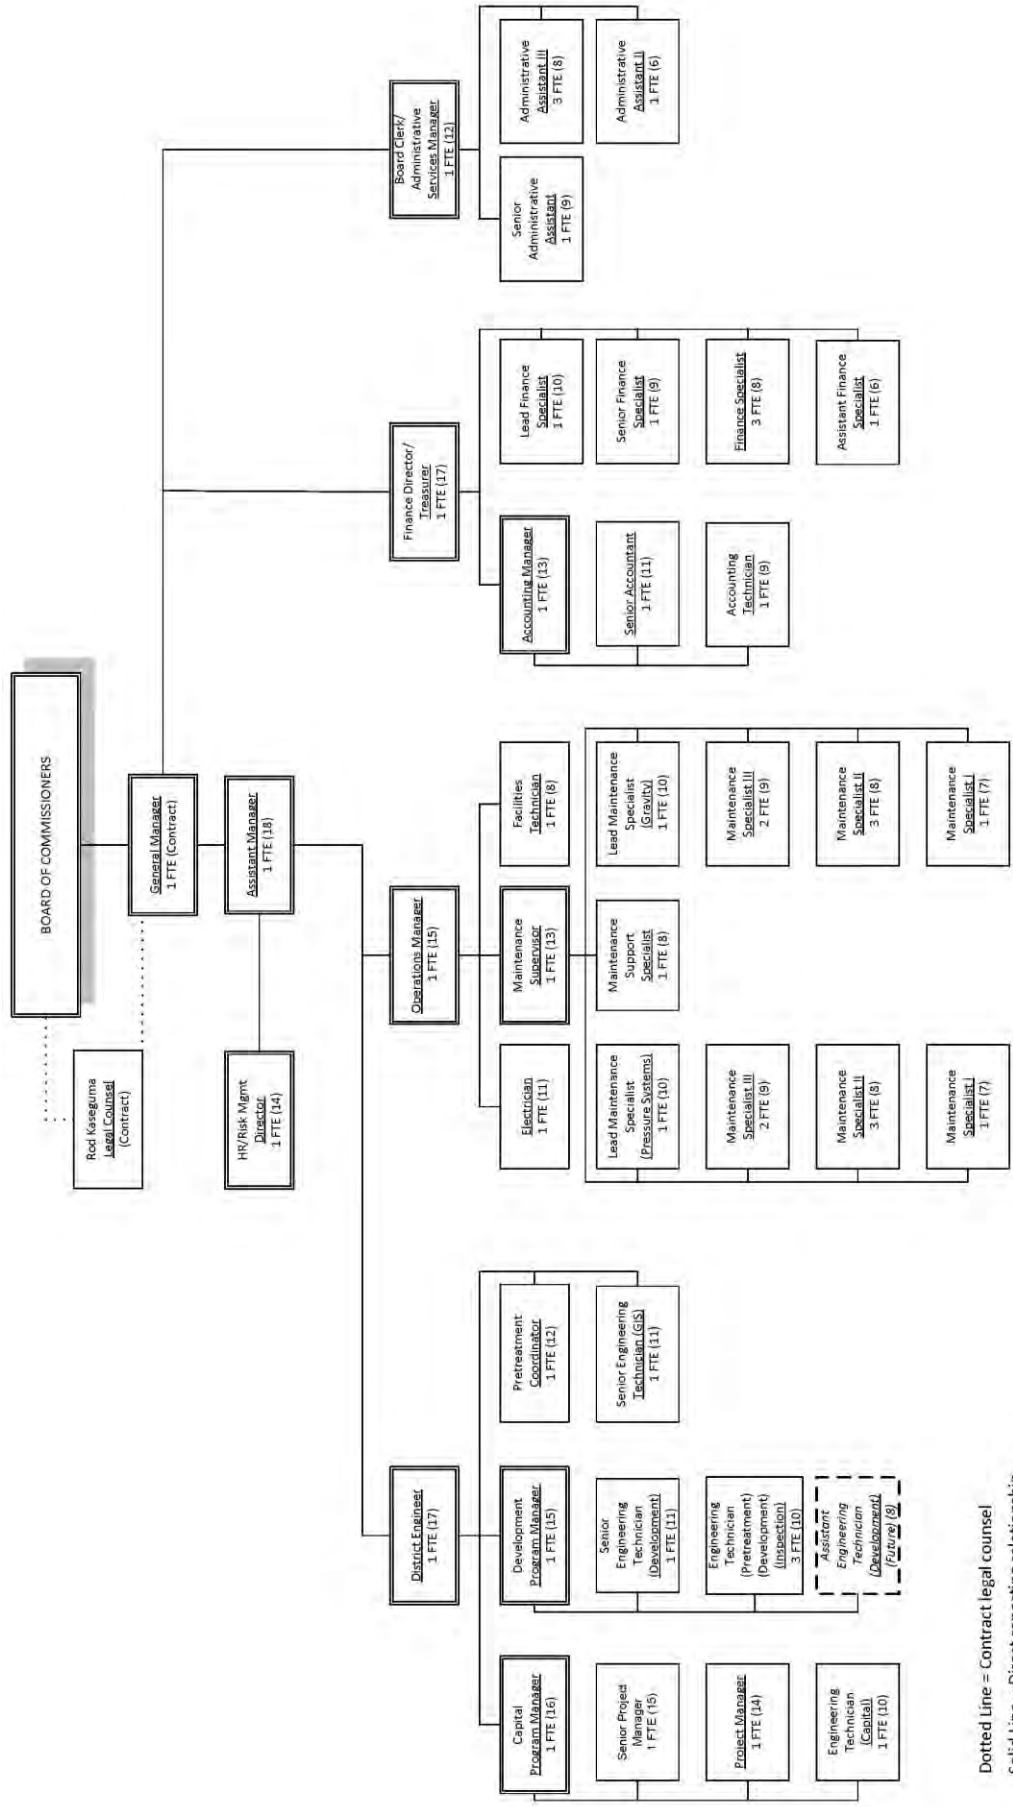 BOARD OF COMMISSIONERS
Rod Kaseguma
Legal Counsel
(Contract)
General Manager
1 FTE (Contract)
HR/Risk Mgmt
Director
1 FTE (14)
Assistant Manager
1 FTE (18)
District Engineer
1 FTE (17)
Operations Manager
1 FTE (15)
Finance Director/
Treasurer
1 FTE (17)
Board Clerk/
Administrative
Services Manager
1 FTE (12)
Capital
Program Manager
1 FTE (16)
Senior Project
Manager
1 FTE (15)
Project Manager
1 FTE (14)
Engineering
Technician
(Capital)
1 FTE (10)
Development
Program Manager
1 FTE (15)
Senior
Engineering
Technician
(Development)
1 FTE (11)
Engineering
Technician
(Pretreatment)
(Development)
(Inspection)
3 FTE (10)
Assistant
Engineering
Technician
(Development)
(Future) (8)
Pretreatment
Coordinator
1 FTE (12)
Senior Engineering
Technician (GIS)
1 FTE (11)
Electrician
1 FTE (11)
Maintenance
Supervisor
1 FTE (13)
Facilities
Technician
1 FTE (8)
Lead Maintenance
Specialist
(Pressure Systems)
1 FTE (10)
Maintenance
Specialist III
2 FTE (9)
Maintenance
Specialist II
3 FTE (8)
Maintenance
Specialist I
1 FTE (7)
Maintenance
Support
Specialist
1 FTE (8)
Lead Maintenance
Specialist
(Gravity)
1 FTE (10)
Maintenance
Specialist III
2 FTE (9)
Maintenance
Specialist II
3 FTE (8)
Maintenance
Specialist I
1 FTE (7)
Accounting Manager
1 FTE (13)
Senior Accountant
1 FTE (11)
Accounting
Technician
1 FTE (9)
Lead Finance
Specialist
1 FTE (10)
Senior Finance
Specialist
1 FTE (9)
Finance Specialist
3 FTE (8)
Assistant Finance
Specialist
1 FTE (6)
Senior
Administrative
Assistant
1 FTE (9)
Administrative
Assistant III
3 FTE (8)
Administrative
Assistant II
1 FTE (6)
Dotted Line = Contract legal counsel